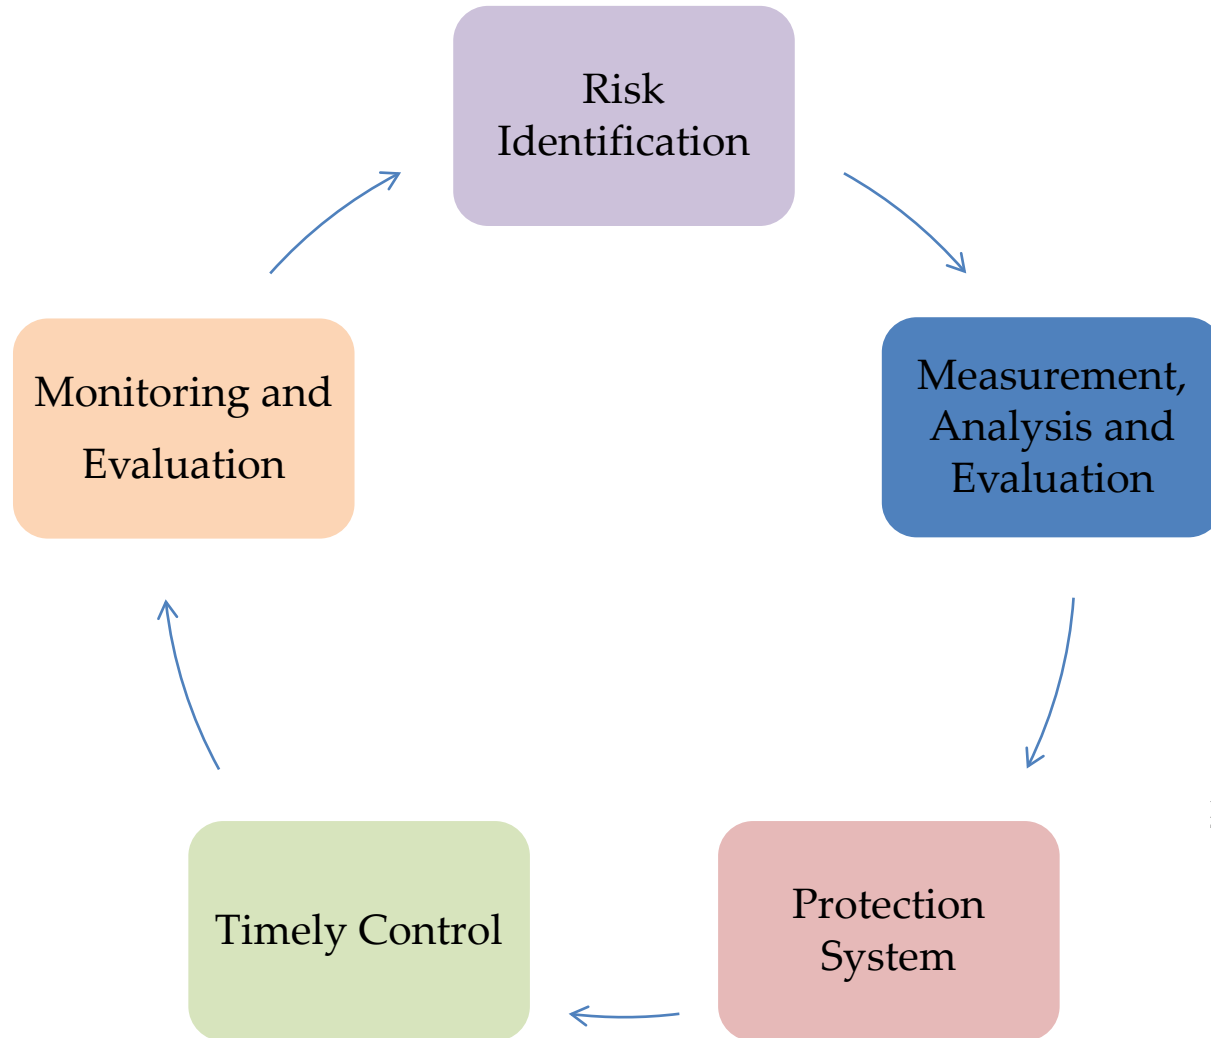 Risk
Identification
Measurement,
Analysis and
Evaluation
Protection
System
Timely Control
Monitoring and
Evaluation